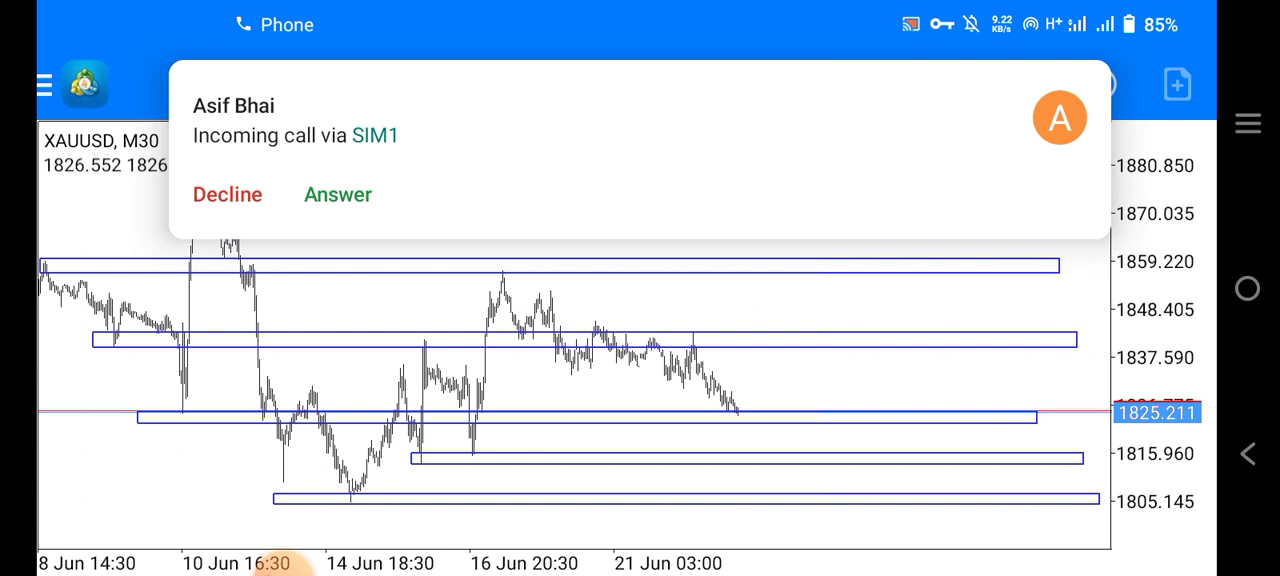 Phone
9.22
KB/s
H+
85%
Asif Bhai
A
Incoming call via SIM1
Decline
Answer
XAUUSD, M30
1826.552 1826
1880.850
1870.035
1859.220
1848.405
1837.590
1825.211
1815.960
1805.145
8 Jun 14:30
10 Jun 16:30
14 Jun 18:30
16 Jun 20:30
21 Jun 03:00